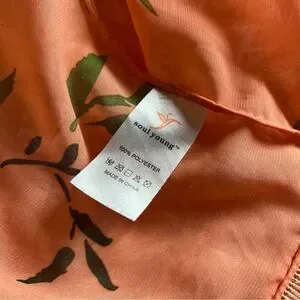 soul young™
100% POLYESTER
MADE IN CHINA